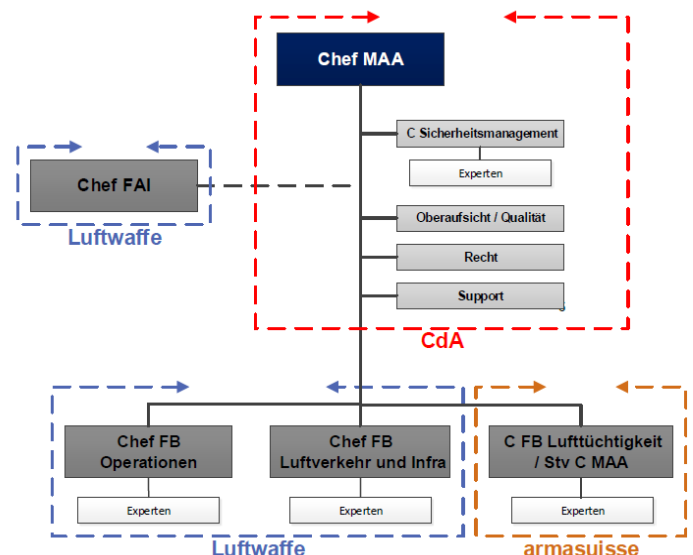 Chef MAA
C Sicherheitsmanagement
Experten
Chef FAI
Luftwaffe
Oberaufsicht / Qualität
Recht
Support
CdA
Chef FB
Operationen
Experten
Chef FB
Luftverkehr und Infra
Experten
C FB Lufttüchtigkeit
/ Stv C MAA
Experten
Luftwaffe
armasuisse